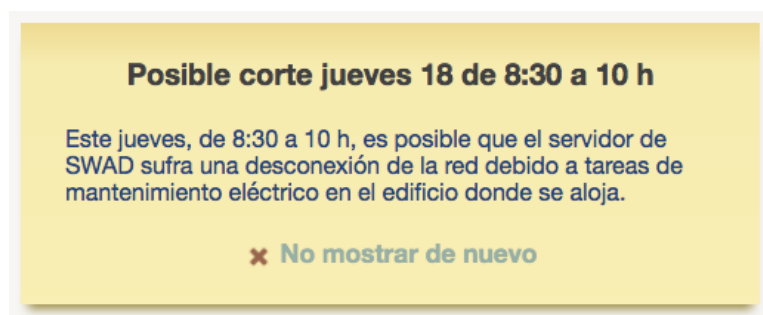 Posible corte jueves 18 de 8:30 a 10 h
Este jueves, de 8:30 a 10 h, es posible que el servidor de
SWAD sufra una desconexión de la red debido a tareas de
mantenimiento eléctrico en el edificio donde se aloja.
No mostrar de nuevo